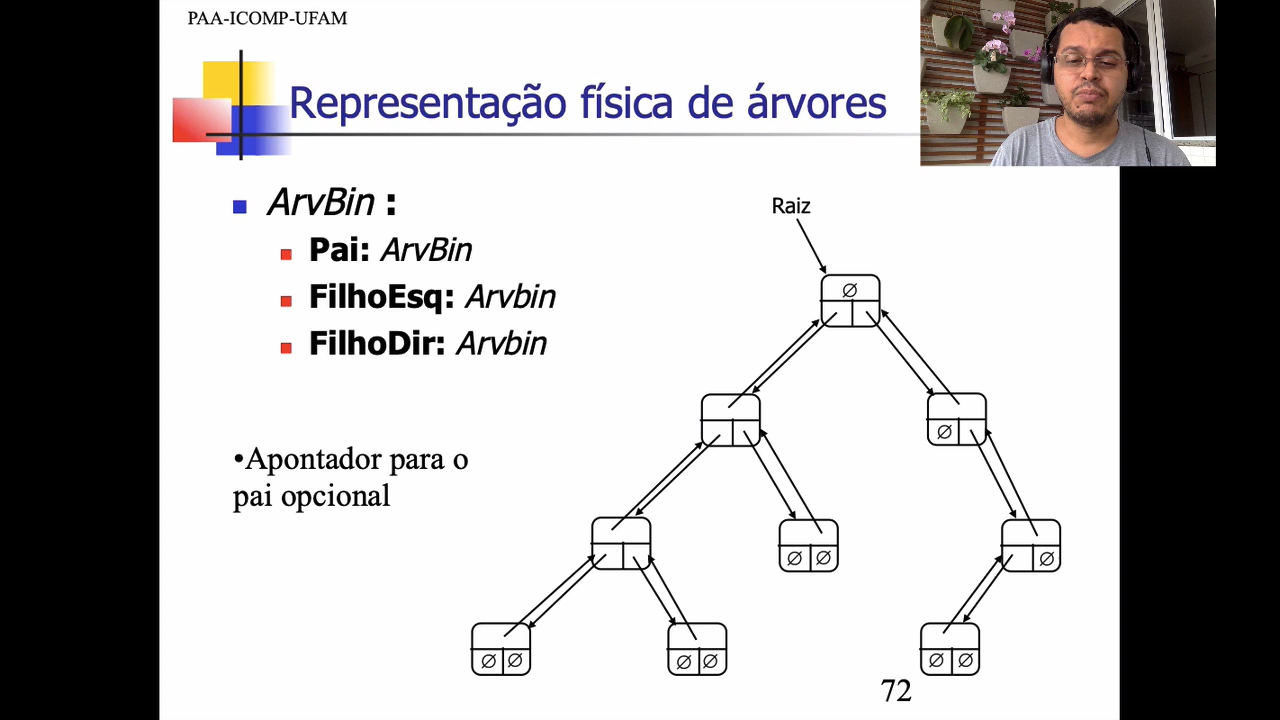 PAA-ICOMP-UFAM
Representação física de árvores
ArvBin :
Pai: ArvBin
FilhoEsq: Arvbin
FilhoDir: Arvbin
•Apontador para o
pai opcional
Raiz
∅
∅
∅ ∅
∅
∅ ∅
∅ ∅
∅ ∅
72